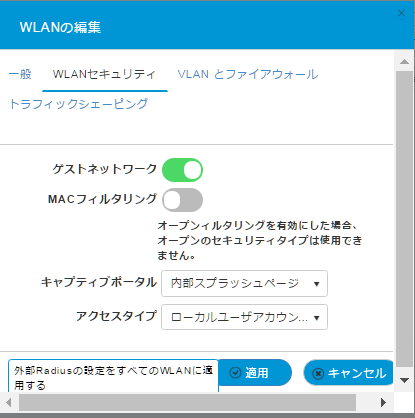 WLANの編集
一般 WLANセキュリティ VLAN とファイアウォール
トラフィックシェーピング
ゲストネットワーク
MACフィルタリング
オープンフィルタリングを有効にした場合、
オープンのセキュリティタイプは使用でき
ません。
キャプティブポータル 内部スプラッシュページ
アクセスタイプ ローカルユーザアカウン...
外部Radiusの設定をすべてのWLANに適
用する
適用 キャンセル